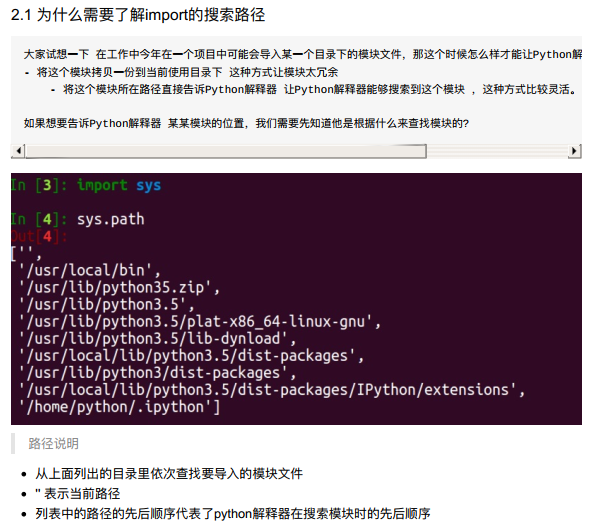 2.1 为什么需要了解import的搜索路径
大家试想一下 在工作中今年在一个项目中可能会导入某一个目录下的模块文件，那这个时候怎么样才能让Python解
- 将这个模块拷贝一份到当前使用目录下 这种方式让模块太冗余
- 将这个模块所在路径直接告诉Python解释器 让Python解释器能够搜索到这个模块 ，这种方式比较灵活。
如果想要告诉Python解释器 某某模块的位置，我们需要先知道他是根据什么来查找模块的?
In [3]: import sys
In [4]: sys.path
Out[4]:
['',
'/usr/local/bin',
'/usr/lib/python35.zip',
'/usr/lib/python3.5',
'/usr/lib/python3.5/plat-x86_64-linux-gnu',
'/usr/lib/python3.5/lib-dynload',
'/usr/local/lib/python3.5/dist-packages',
'/usr/lib/python3/dist-packages',
'/usr/local/lib/python3.5/dist-packages/IPython/extensions',
'/home/python/.ipython']
路径说明
• 从上面列出的目录里依次查找要导入的模块文件
• '' 表示当前路径
• 列表中的路径的先后顺序代表了python解释器在搜索模块时的先后顺序